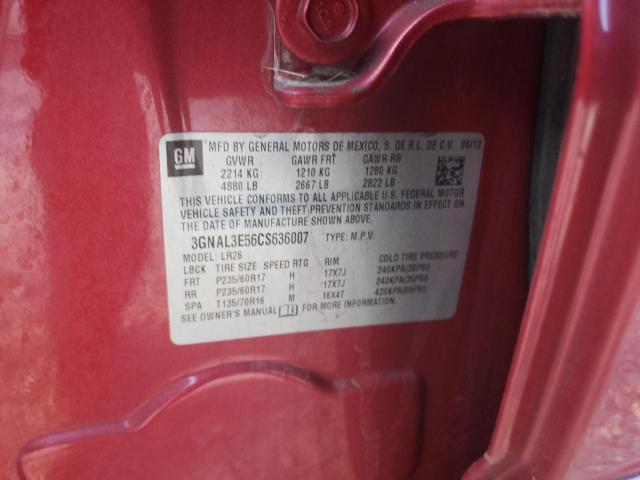 GM
MFD BY GENERAL MOTORS DE MEXICO, S. DE R.L. DE C.V. 06/12
GVWR GAWR FRT GAWR RR
2214 KG 1210 KG 1280 KG
4880 LB 2667 LB 2822 LB
THIS VEHICLE CONFORMS TO ALL APPLICABLE U.S. FEDERAL MOTOR
VEHICLE SAFETY AND THEFT PREVENTION STANDARDS IN EFFECT ON
THE DATE OF MANUFACTURE SHOWN ABOVE.
3GNAL3E56CS636007 TYPE: M.P.V.
MODEL: LR26
LBCK TIRE SIZE SPEED RTG RIM COLD TIRE PRESSURE
FRT P235/60R17 H 17X7J 240KPA(35PSI)
RR P235/60R17 H 17X7J 240KPA(35PSI)
SPA T135/70R16 M 16X4T 420KPA(60PSI)
SEE OWNER'S MANUAL FOR MORE INFORMATION.